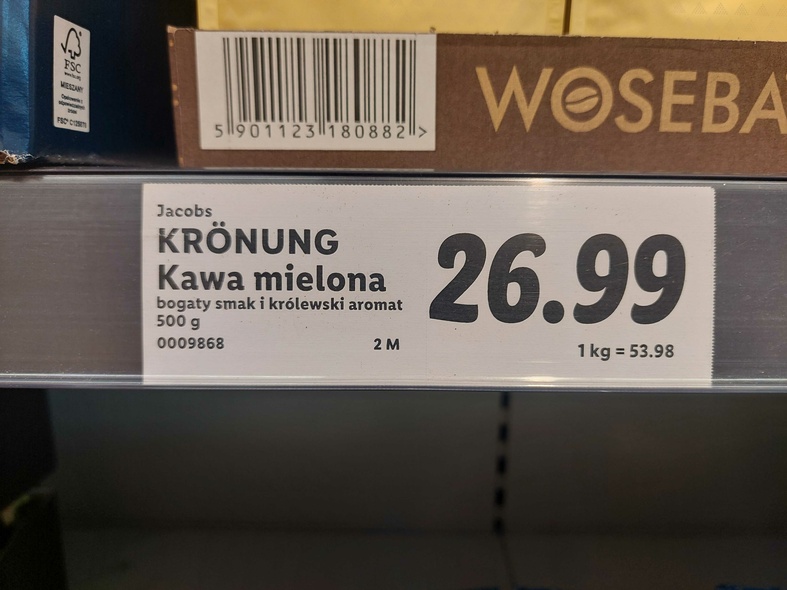 FSC
MIESZANY
5 901123 180882 >
WOSEBA
Jacobs
KRÖNUNG
Kawa mielona
bogaty smak i królewski aromat
500 g
0009868
2 M
26.99
1 kg = 53.98